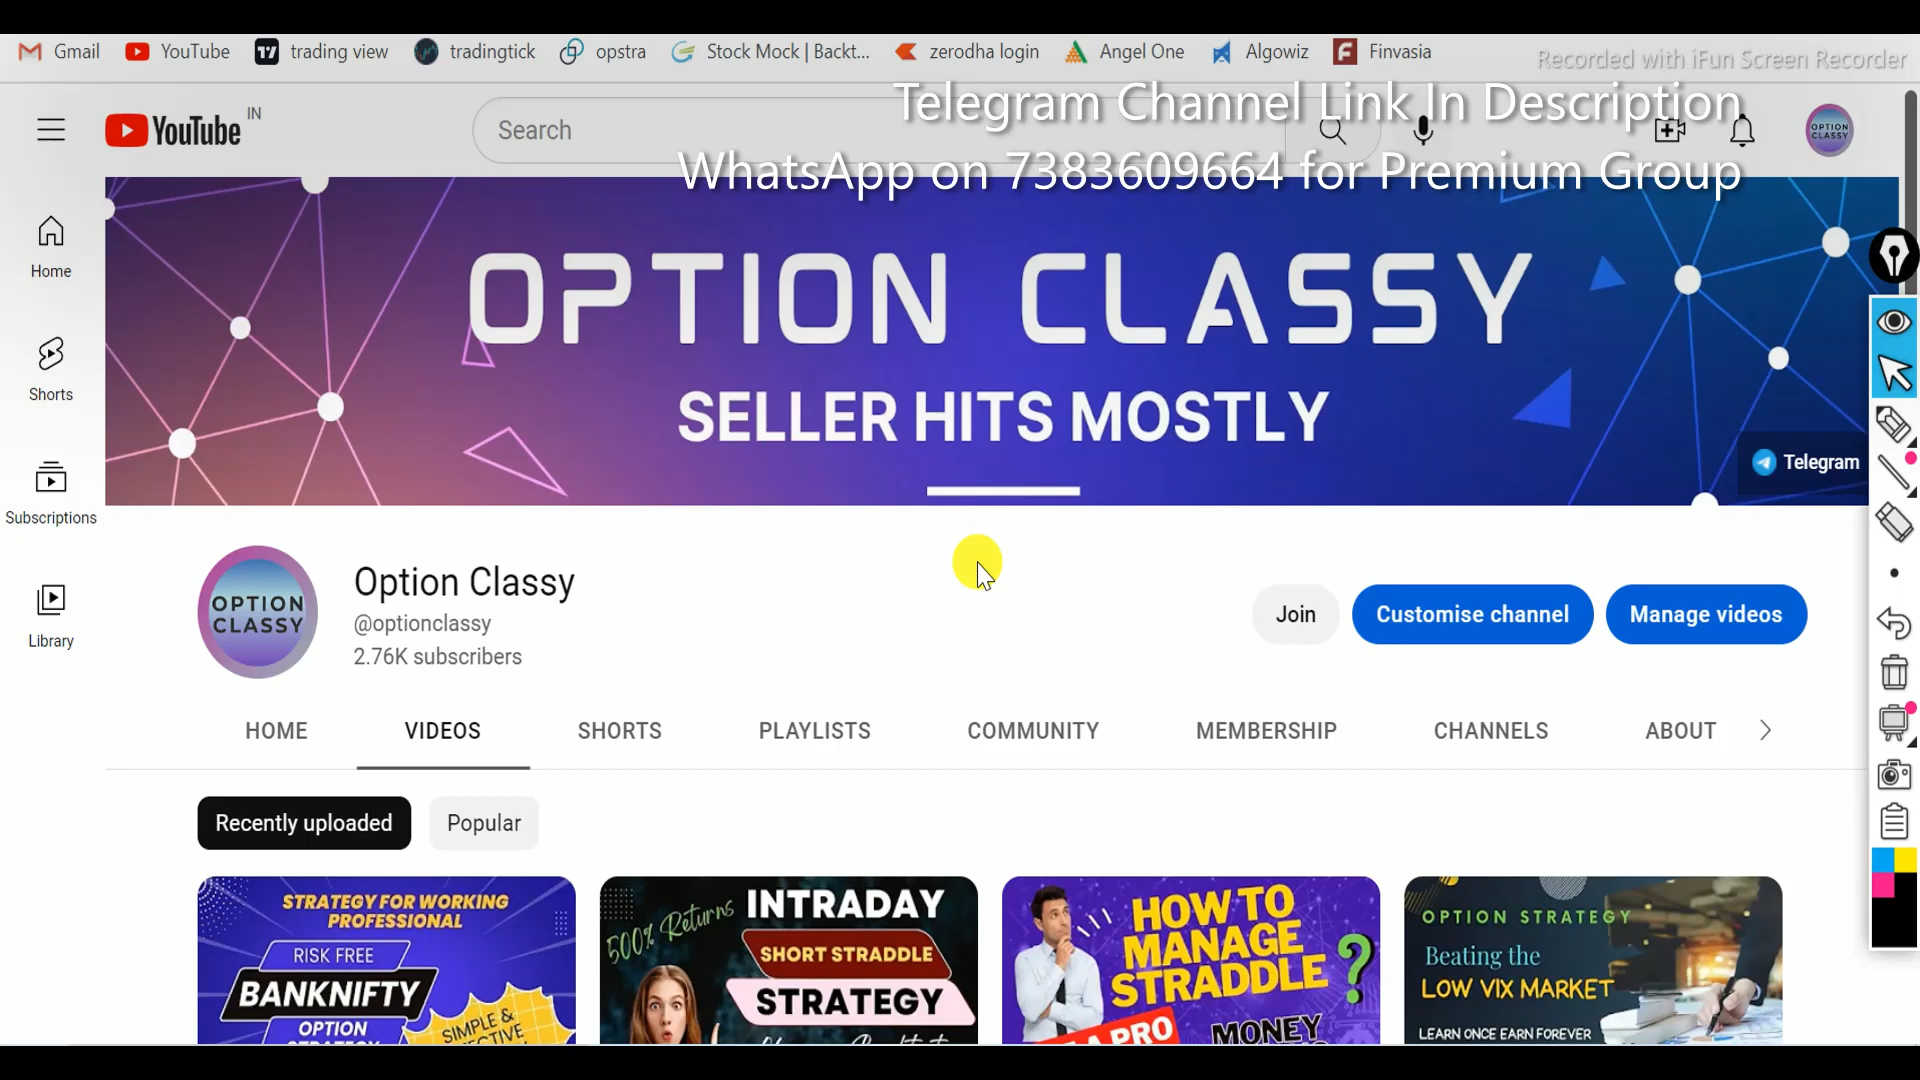 Gmail YouTube trading view tradingtick opstra Stock Mock | Backt... zerodha login Angel One Algowiz Finvasia
Recorded with iFun Screen Recorder
Telegram Channel Link In Description
YouTube IN
Search
OPTION CLASSY
WhatsApp on 7383609664 for Premium Group
OPTION CLASSY
SELLER HITS MOSTLY
Telegram
Home
Shorts
Subscriptions
Library
OPTION
CLASSY
Option Classy
@optionclassy
2.76K subscribers
Join Customise channel Manage videos
HOME VIDEOS SHORTS PLAYLISTS COMMUNITY MEMBERSHIP CHANNELS ABOUT
Recently uploaded Popular
STRATEGY FOR WORKING
PROFESSIONAL
RISK FREE
BANKNIFTY
OPTION
STRATEGY
SIMPLE &
500% Returns
INTRADAY
SHORT STRADDLE
STRATEGY
HOW TO
MANAGE
STRADDLE
?
A PRO
MONEY
OPTION STRATEGY
Beating the
LOW VIX MARKET
LEARN ONCE EARN FOREVER